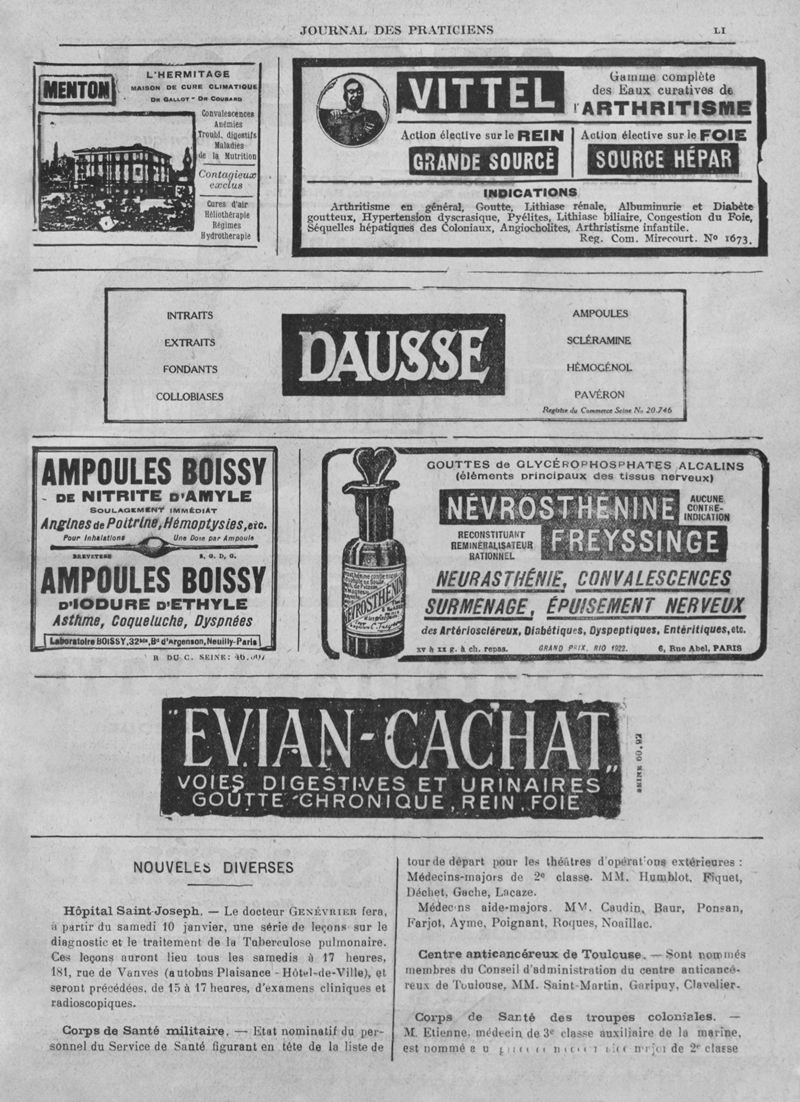 JOURNAL DES PRATICIENS
LI
MENTON
L'HERMITAGE
MAISON DE CURE CLIMATIQUE
DR GALLOT - DR COUBARD
Convalescences
Anémies
Troubl. digestifs
Maladies
de la Nutrition
Contagieux
exclus
Cures d'air
Héliothérapie
Régimes
Hydrotherapie
VITTEL
Gamme complète
des Eaux curatives de
l'ARTHRITISME
Action élective sur le REIN
GRANDE SOURCE
Action élective sur le FOIE
SOURCE HÉPAR
INDICATIONS
Arthritisme en général, Goutte, Lithiase rénale, Albuminurie et Diabète
goutteux, Hypertension dyscrasique, Pyélites, Lithiase biliaire, Congestion du Foie,
Séquelles hépatiques des Coloniaux, Angiocholites, Arthristisme infantile.
Reg. Com. Mirecourt. No 1673.
INTRAITS
EXTRAITS
FONDANTS
COLLOBIASES
DAUSSE
AMPOULES
SCLÉRAMINE
HÉMOGÉNOL
PAVÉRON
Registre du Commerce Seine No 20.746
AMPOULES BOISSY
DE NITRITE D'AMYLE
SOULAGEMENT IMMÉDIAT
Angines de Poitrine, Hémoptysies, etc.
Pour Inhalations Une Dose par Ampoule
BREVETÉES S. G. D. G.
AMPOULES BOISSY
D'IODURE D'ETHYLE
Asthme, Coqueluche, Dyspnées
Laboratoire BOISSY, 32bis, Bd d'Argenson, Neuilly-Paris
R DU C. SEINE:
GOUTTES de GLYCÉROPHOSPHATES ALCALINS
(éléments principaux des tissus nerveux)
NÉVROSTHÉNINE
AUCUNE
CONTRE-
INDICATION
RECONSTITUANT
REMINÉRALISATEUR
RATIONNEL
FREYSSINGE
NEURASTHÉNIE, CONVALESCENCES
SURMENAGE, ÉPUISEMENT NERVEUX
des Artérioscléreux, Diabétiques, Dyspeptiques, Entéritiques, etc.
XV à XX g. à ch. repas. GRAND PRIX, RIO 1922. 6, Rue Abel, PARIS
"EVIAN-CACHAT"
VOIES DIGESTIVES ET URINAIRES
GOUTTE CHRONIQUE, REIN. FOIE
NOUVELES DIVERSES
Hôpital Saint-Joseph. — Le docteur GENÉVRIER fera,
à partir du samedi 10 janvier, une série de leçons sur le
diagnostic et le traitement de la Tuberculose pulmonaire.
Ces leçons auront lieu tous les samedis à 17 heures,
181, rue de Vanves (autobus Plaisance - Hôtel-de-Ville), et
seront précédées, de 15 à 17 heures, d'examens cliniques et
radioscopiques.
Corps de Santé militaire. — Etat nominatif du per-
sonnel du Service de Santé figurant en tête de la liste de
tour de départ pour les théâtres d'opérations extérieures :
Médecins-majors de 2e classe. MM. Humblot, Fiquet,
Déchet, Gache, Lacaze.
Médecins aide-majors. MM. Caudin, Baur, Ponsan,
Farjot, Ayme, Poignant, Roques, Noaillac.
Centre anticancéreux de Toulouse. — Sont nommés
membres du Conseil d'administration du centre anticancé-
reux de Toulouse, MM. Saint-Martin, Garipuy, Clavelier.
Corps de Santé des troupes coloniales. —
M. Etienne, médecin de 3e classe auxiliaire de la marine,
est nommé de 2e classe